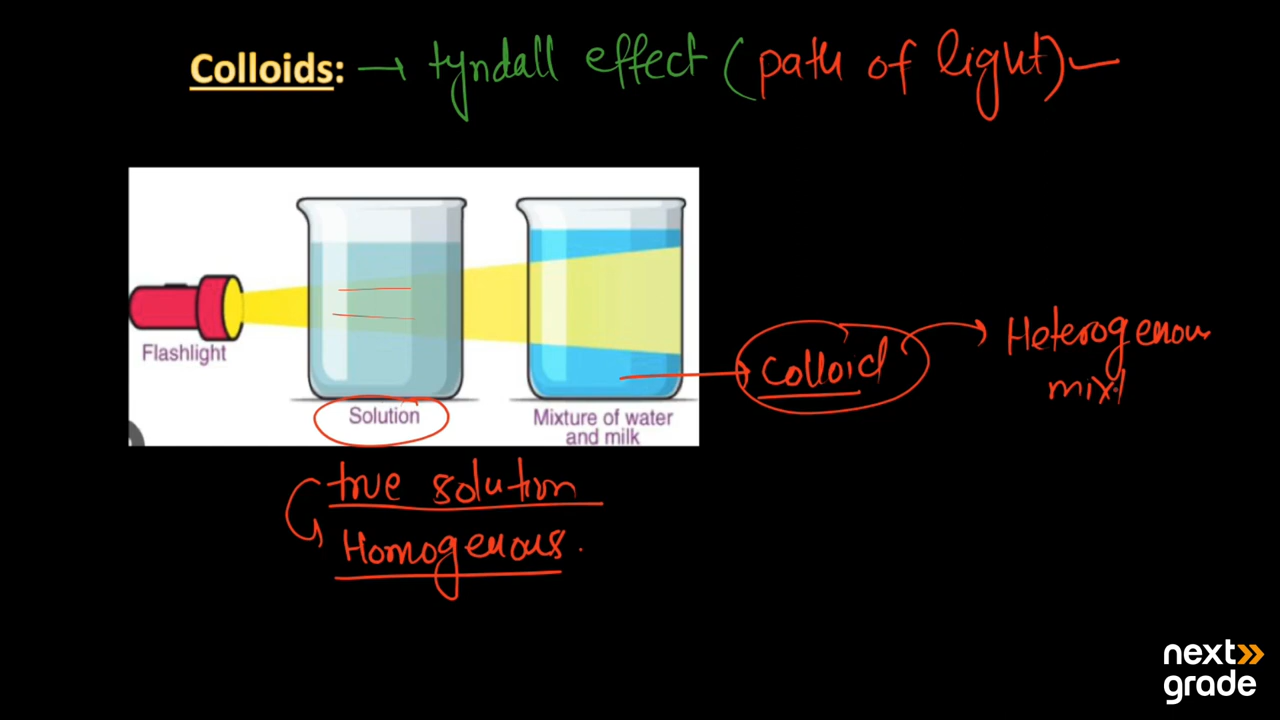 Colloids: → tyndall effect (path of light)
Flashlight
Solution
Mixture of water
and milk
colloid
Heterogenous
mix
true solution
Homogenous.
next
grade